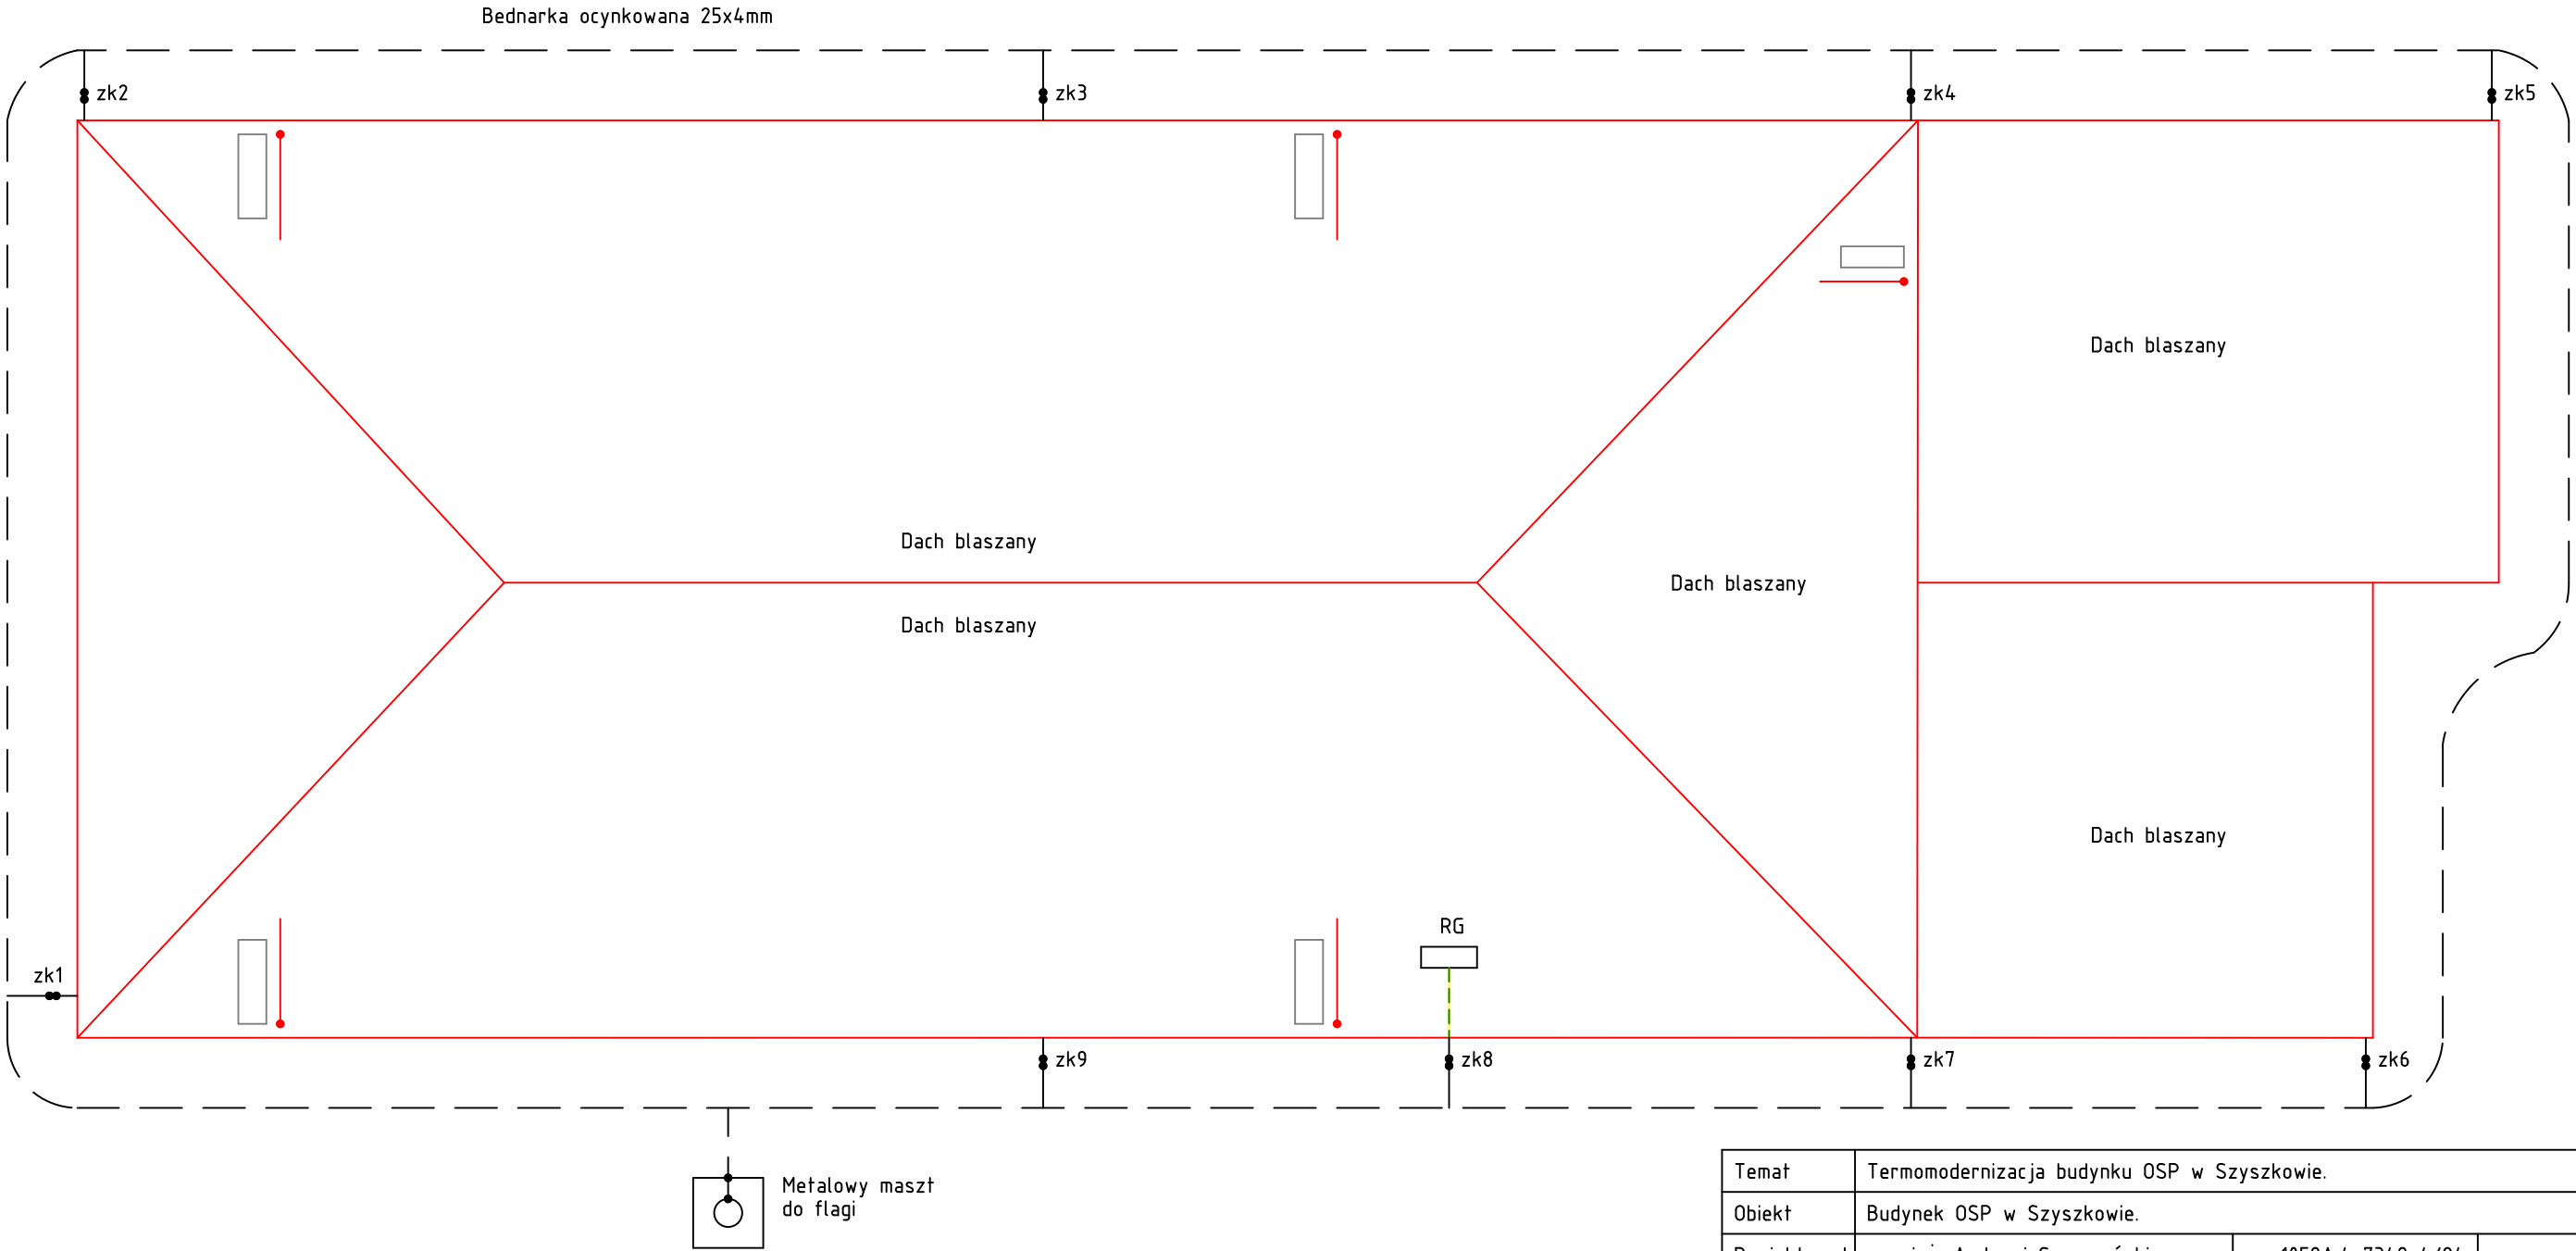 Bednarka ocynkowana 25x4mm
zk2
zk3
zk4
zk5
Dach blaszany
Dach blaszany
Dach blaszany
Dach blaszany
Dach blaszany
RG
zk1
zk9
zk8
zk7
zk6
Metalowy maszt
do flagi
Temat Termomodernizacja budynku OSP w Szyszkowie.
Obiekt Budynek OSP w Szyszkowie.